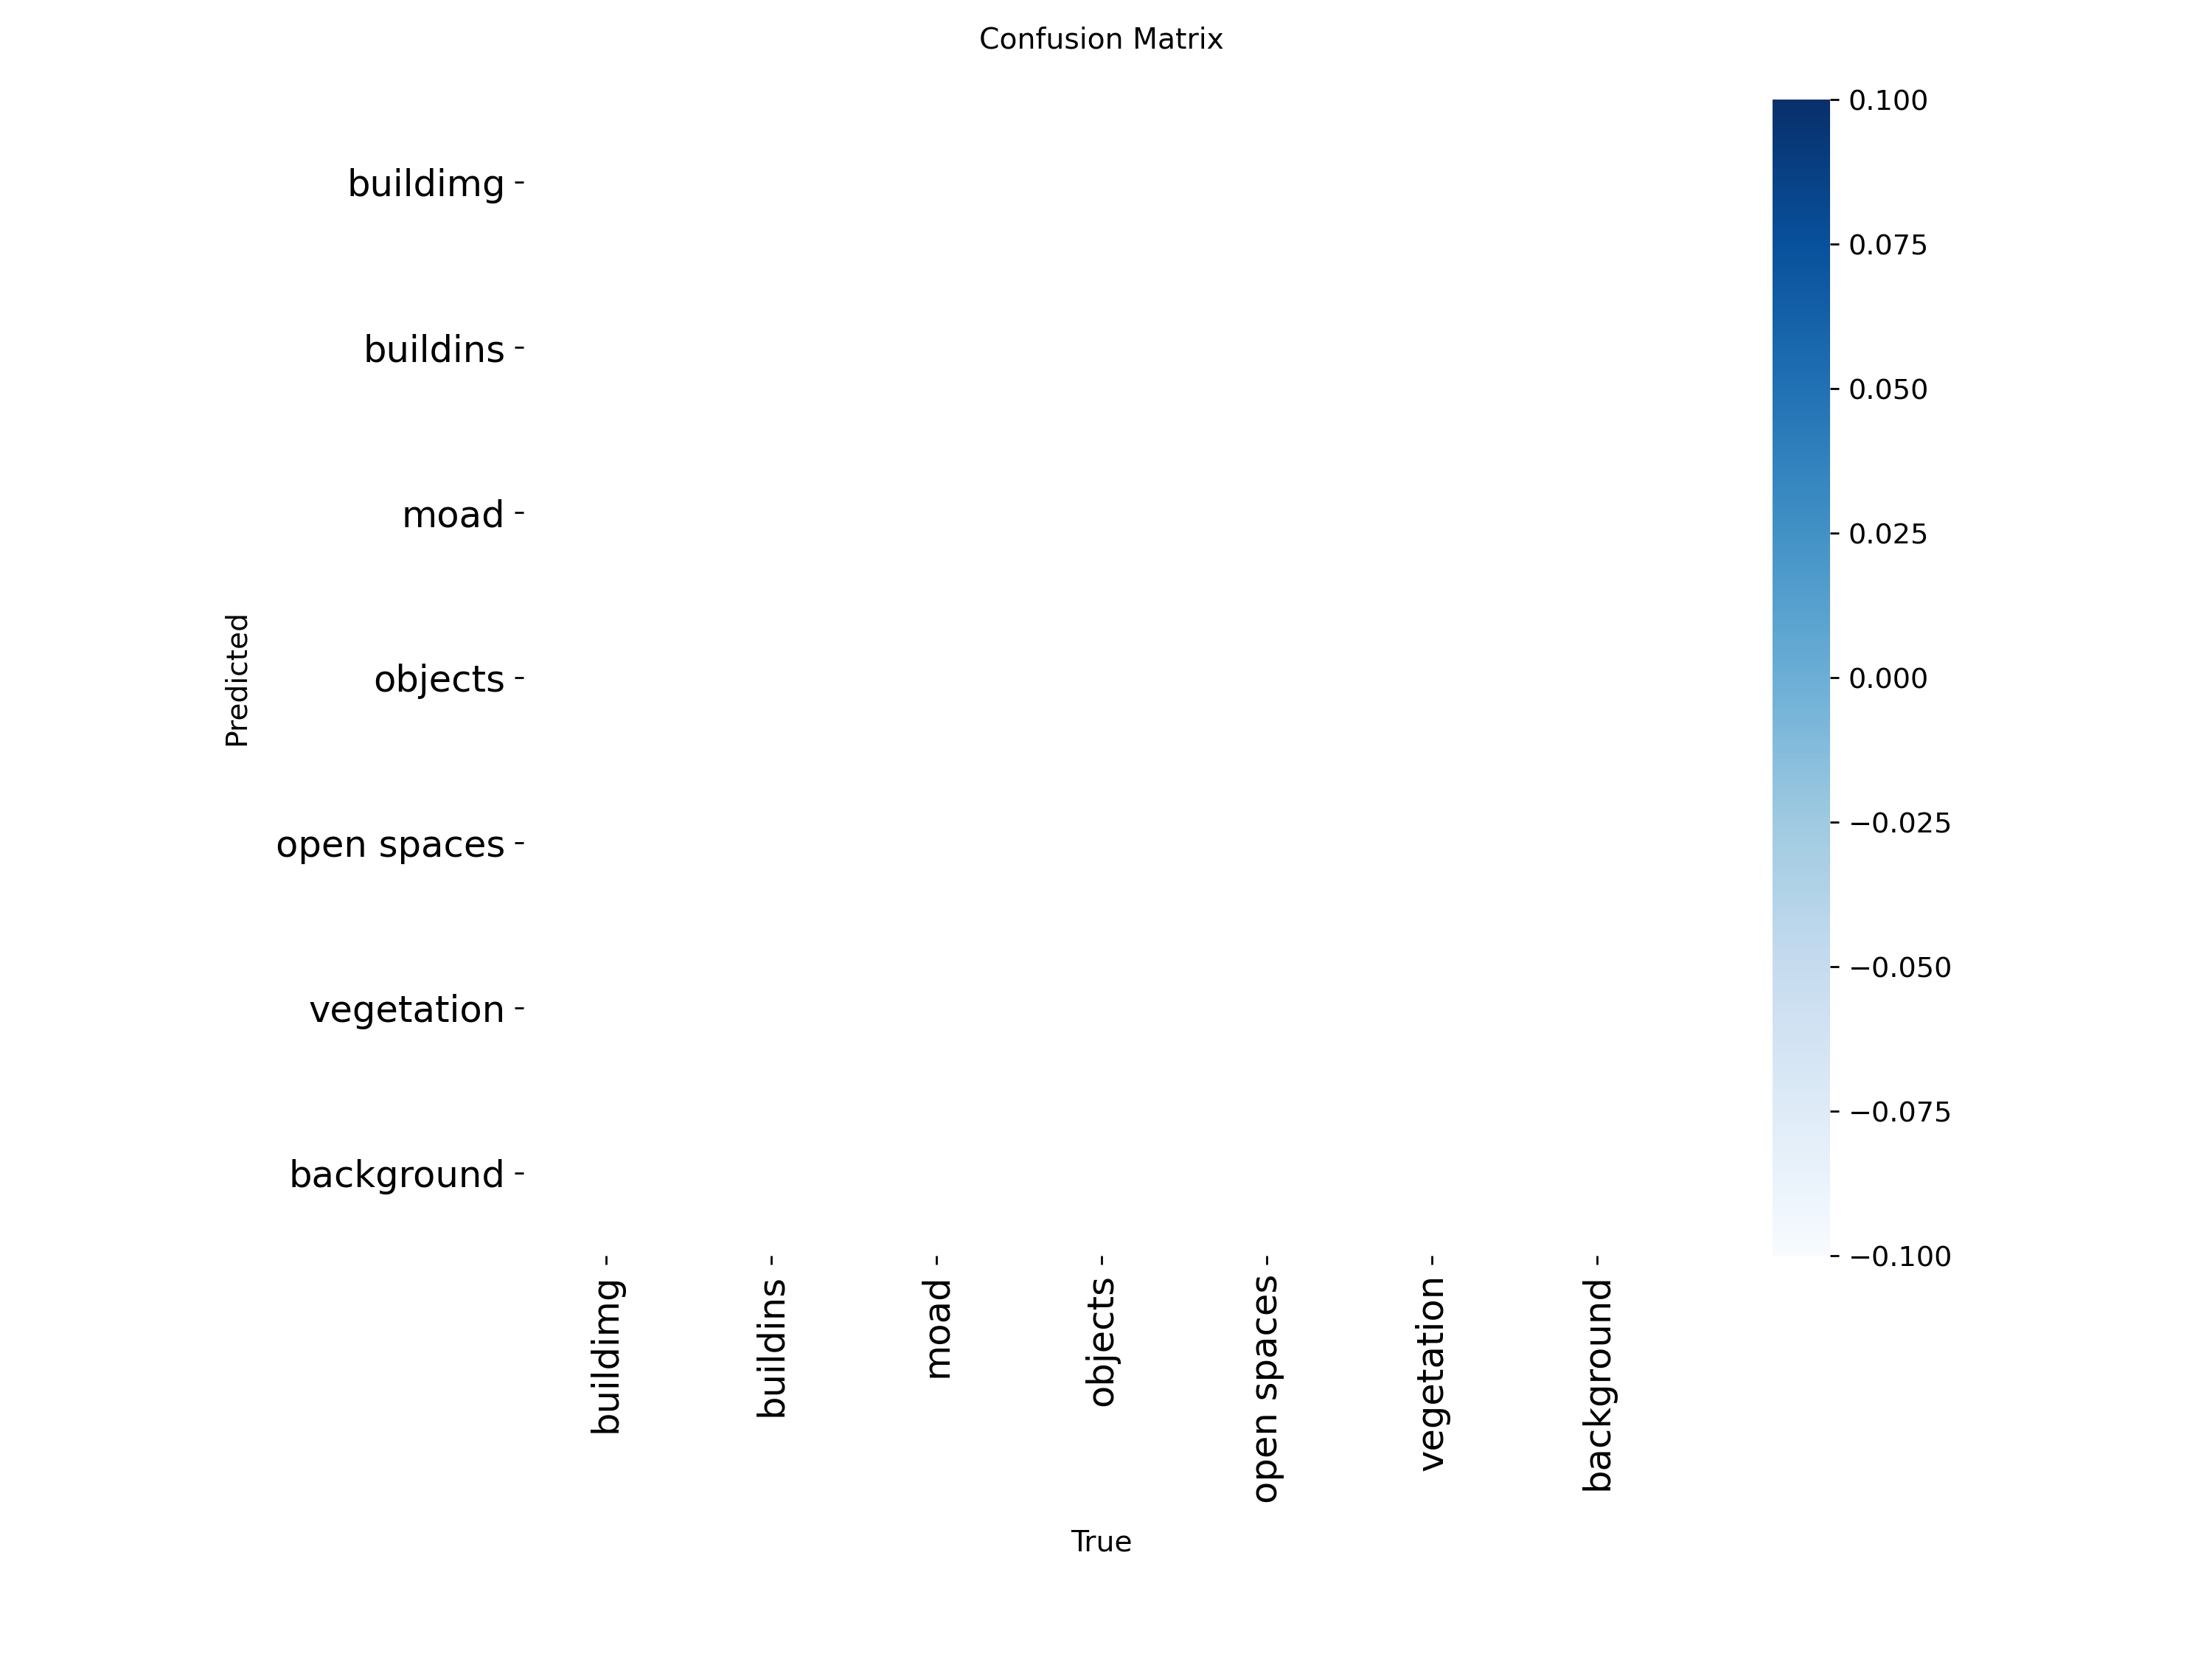 Confusion Matrix
buildimg
buildins
moad
objects
open spaces
vegetation
background
Predicted
buildimg
buildins
moad
objects
open spaces
vegetation
background
True
0.100
0.075
0.050
0.025
0.000
−0.025
−0.050
−0.075
−0.100